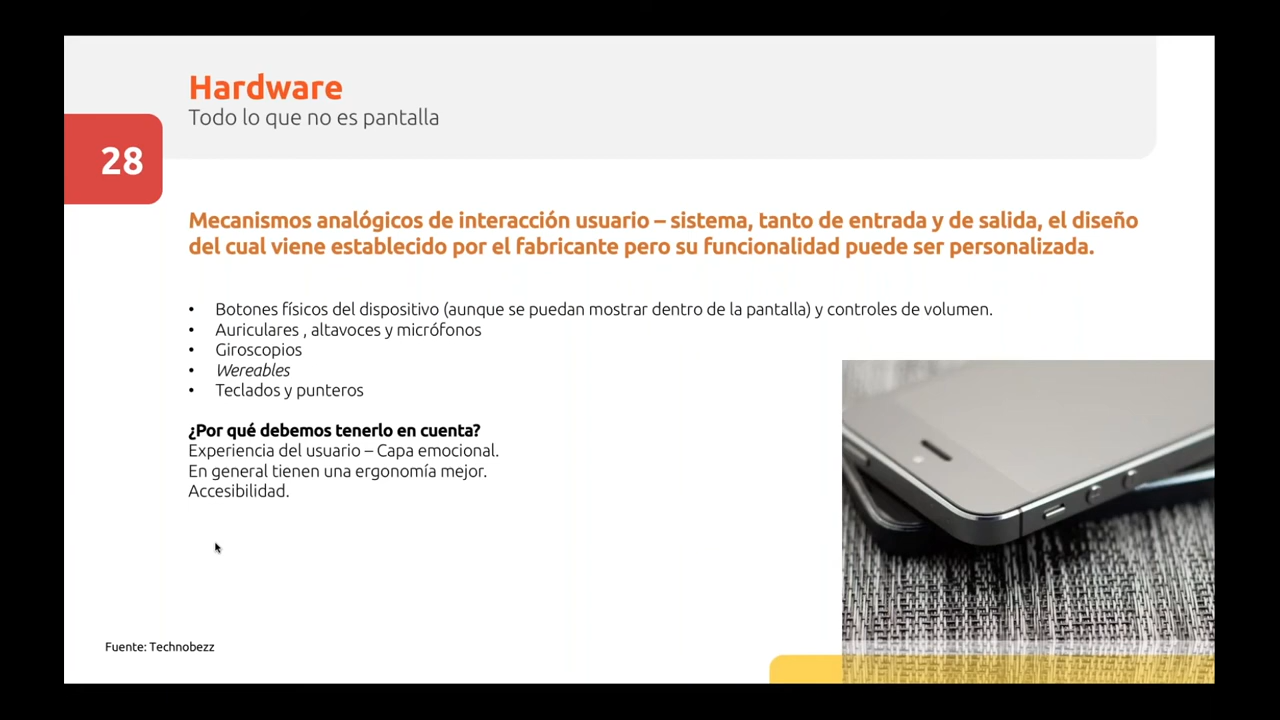 Hardware
Todo lo que no es pantalla
28
Mecanismos analógicos de interacción usuario – sistema, tanto de entrada y de salida, el diseño
del cual viene establecido por el fabricante pero su funcionalidad puede ser personalizada.
• Botones físicos del dispositivo (aunque se puedan mostrar dentro de la pantalla) y controles de volumen.
• Auriculares , altavoces y micrófonos
• Giroscopios
• Wereables
• Teclados y punteros
¿Por qué debemos tenerlo en cuenta?
Experiencia del usuario – Capa emocional.
En general tienen una ergonomía mejor.
Accesibilidad.
Fuente: Technobezz